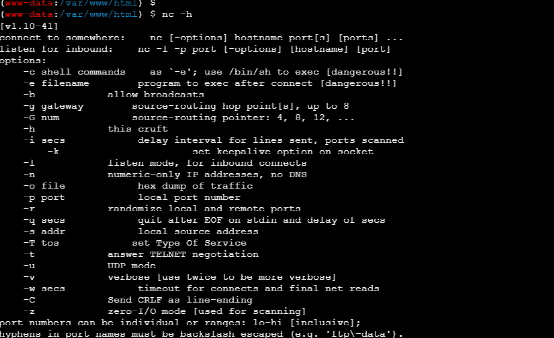 (www-data:/var/www/html) $
(www-data:/var/www/html) $ nc -h
[v1.10-41]
connect to somewhere: nc [-options] hostname port[s] [ports] ...
listen for inbound: nc -l -p port [-options] [hostname] [port]
options:
-c shell commands as `-e'; use /bin/sh to exec [dangerous!!]
-e filename program to exec after connect [dangerous!!]
-b allow broadcasts
-g gateway source-routing hop point[s], up to 8
-G num source-routing pointer: 4, 8, 12, ...
-h this cruft
-i secs delay interval for lines sent, ports scanned
-k set keepalive option on socket
-l listen mode, for inbound connects
-n numeric-only IP addresses, no DNS
-o file hex dump of traffic
-p port local port number
-r randomize local and remote ports
-q secs quit after EOF on stdin and delay of secs
-s addr local source address
-T tos set Type Of Service
-t answer TELNET negotiation
-u UDP mode
-v verbose [use twice to be more verbose]
-w secs timeout for connects and final net reads
-C Send CRLF as line-ending
-z zero-I/O mode [used for scanning]
port numbers can be individual or ranges: lo-hi [inclusive];
hyphens in port names must be backslash escaped (e.g. 'ftp\-data').